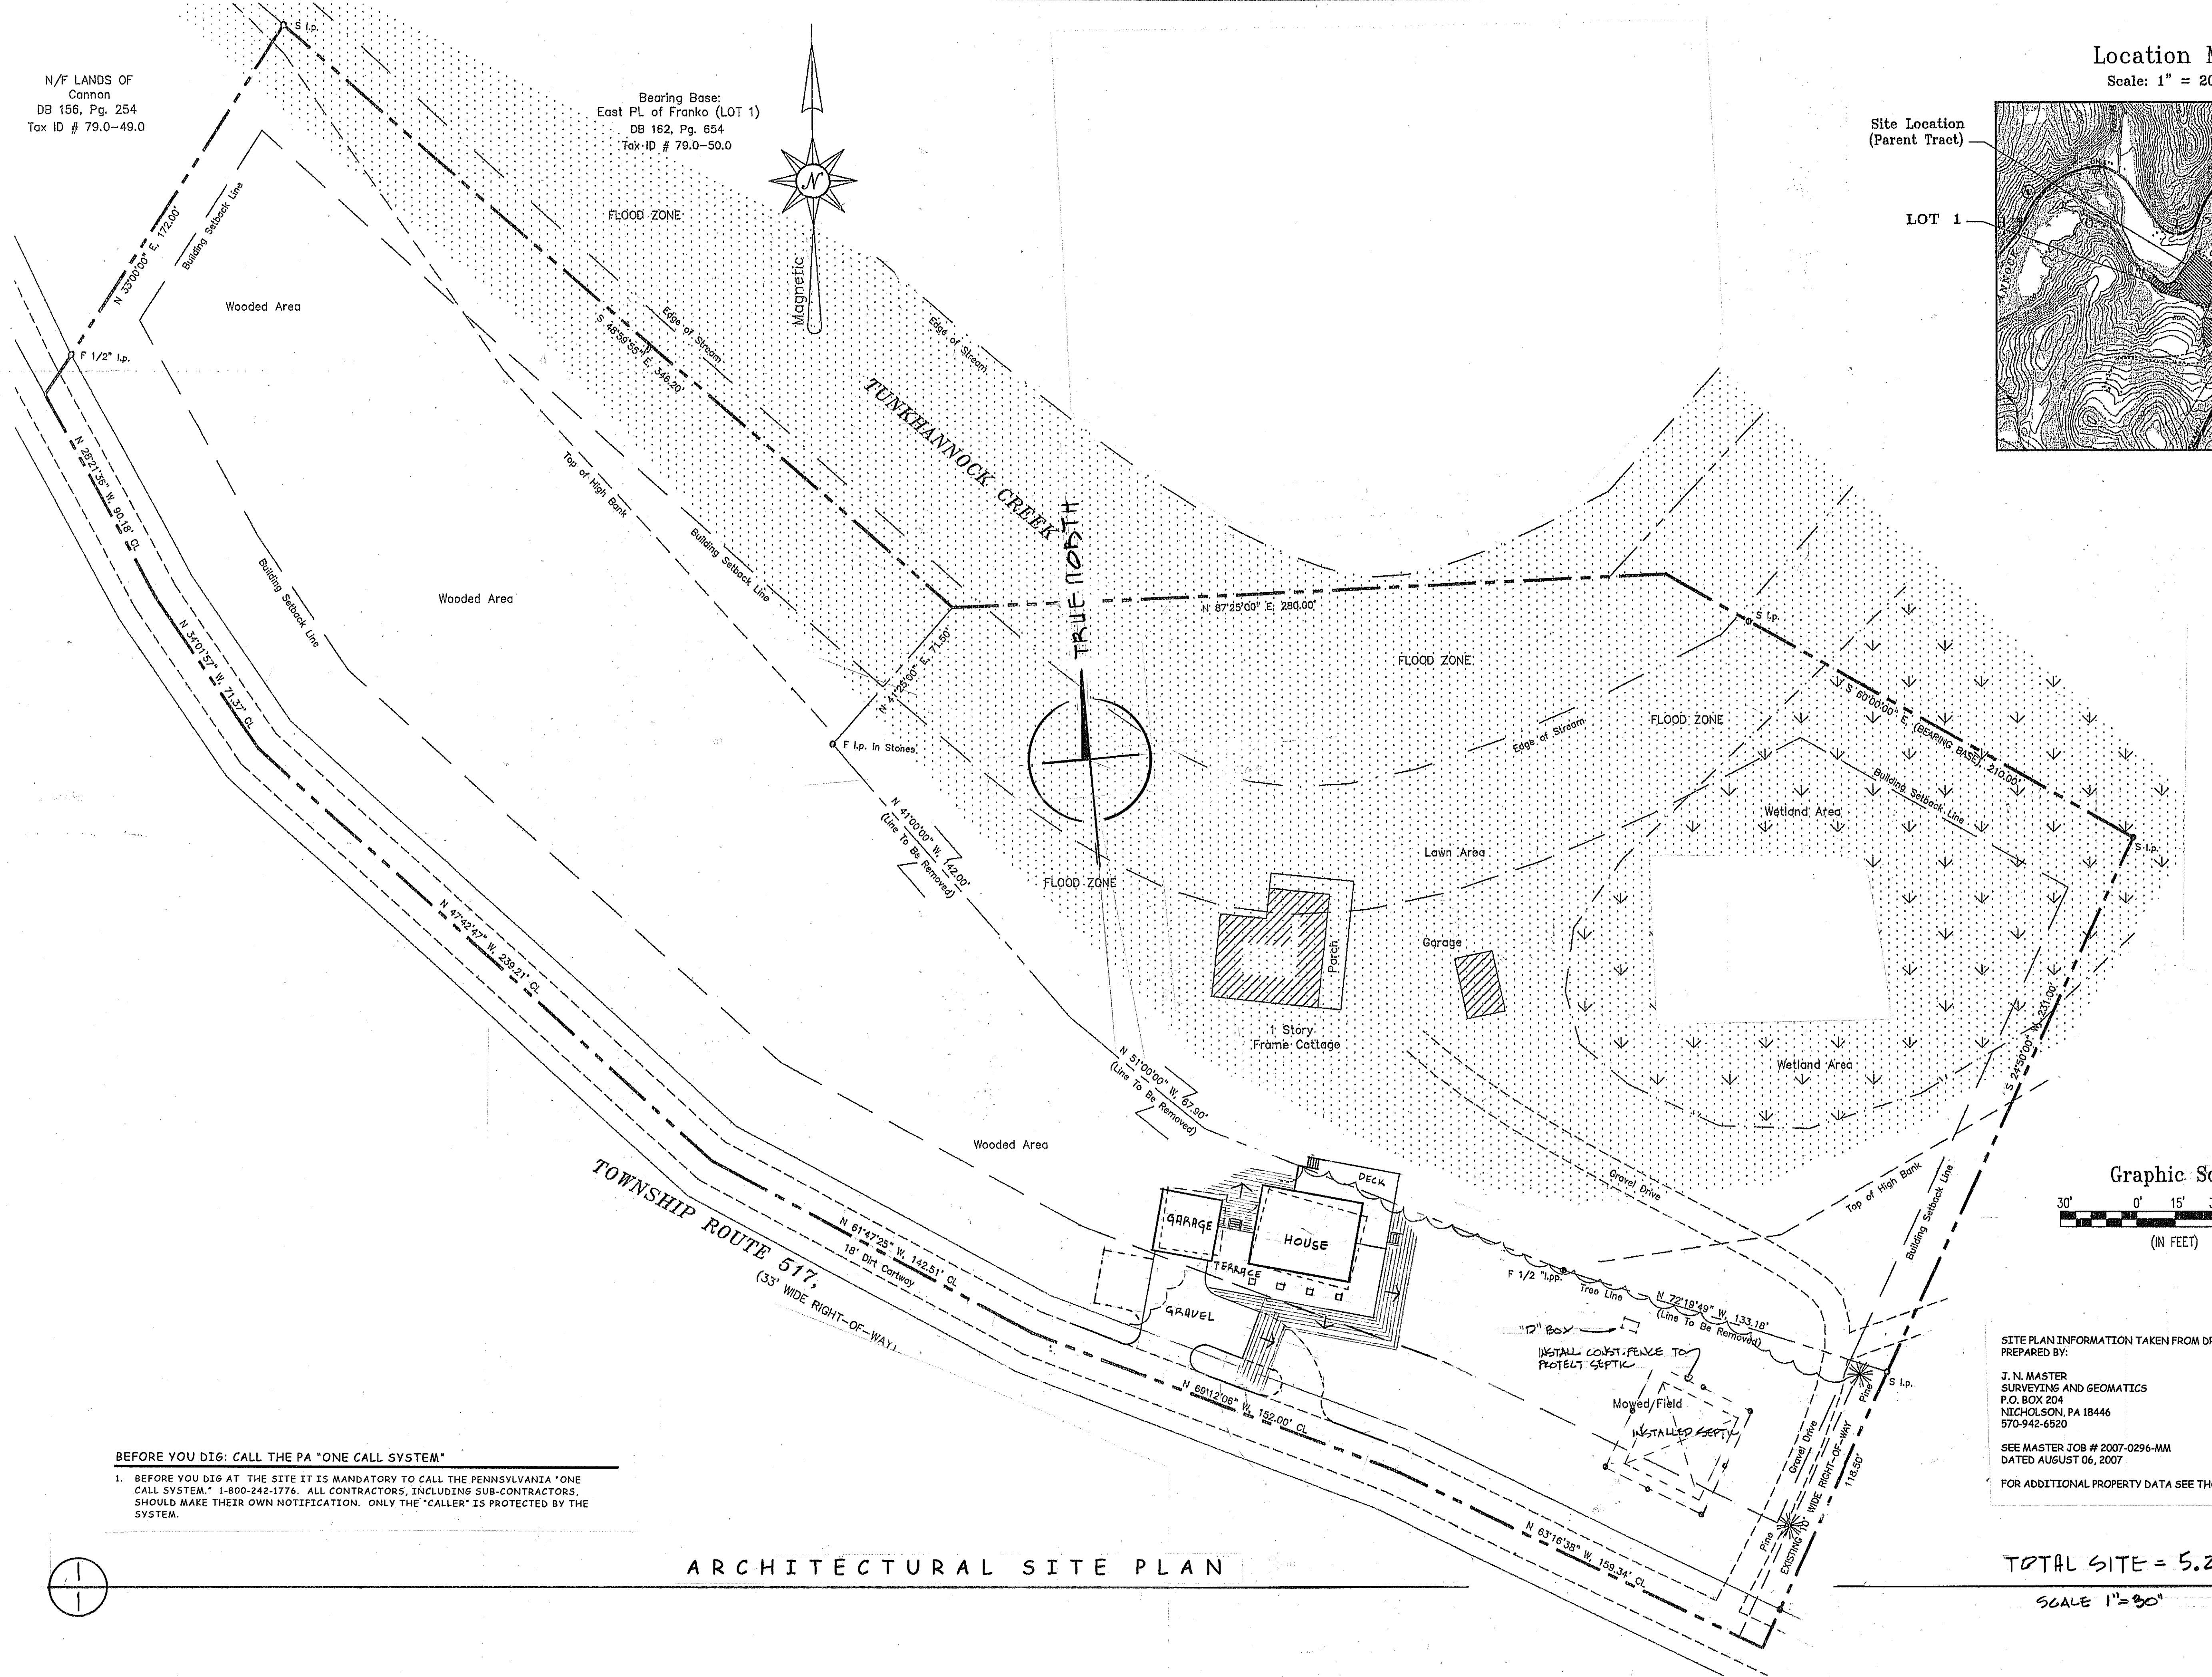 S I.p.
N/F LANDS OF
Cannon
DB 156, Pg. 254
Tax ID # 79.0-49.0
Bearing Base:
East PL of Franko (LOT 1)
DB 162, Pg. 654
Tax ID # 79.0-50.0
Location M
Scale: 1" = 20
Site Location
(Parent Tract)
LOT 1
N
Magnetic
FLOOD ZONE
N 33°00'00" E, 172.00'
Building Setback Line
Wooded Area
F 1/2" I.p.
S 48°59'55" E, 346.20'
Edge of Stream
Edge of Stream
TUNKHANNOCK CREEK
Top of High Bank
Building Setback Line
N 28°21'36" W, 90.18' CL
Building Setback Line
Wooded Area
N 34°01'57" W, 71.37' CL
TRUE NORTH
N 87°25'00" E, 280.00'
S I.p.
FLOOD ZONE
FLOOD ZONE
S 60°00'00" E, (BEARING BASE), 210.00'
N 41°25'00" E, 71.50'
F I.p. in Stones
Edge of Stream
Building Setback Line
Wetland Area
S I.p.
N 41°00'00" W, 142.00'
(Line To Be Removed)
Lawn Area
FLOOD ZONE
N 47°42'47" W, 239.21' CL
Garage
Porch
1 Story
Frame Cottage
S 24°50'00" W, 231.00'
Wetland Area
N 51°00'00" W, 67.90'
(Line To Be Removed)
Wooded Area
Gravel Drive
Top of High Bank
Building Setback Line
Graphic Sc
30' 0' 15' 3
(IN FEET)
TOWNSHIP ROUTE 517,
(33' WIDE RIGHT-OF-WAY)
N 61°47'25" W, 142.51' CL
18' Dirt Cartway
DECK
GARAGE
HOUSE
TERRACE
GRAVEL
F 1/2 "I.pp.
Tree Line
N 72°19'49" W, 133.18'
(Line To Be Removed)
"D" BOX
INSTALL CONST. FENCE TO
PROTECT SEPTIC
Mowed/Field
INSTALLED SEPTIC
N 69°12'06" W, 152.00' CL
Pine
S I.p.
Gravel Drive
EXISTING 10' WIDE RIGHT-OF-WAY
118.50'
Pine
N 63°16'38" W, 159.34' CL
SITE PLAN INFORMATION TAKEN FROM DR
PREPARED BY:
J. N. MASTER
SURVEYING AND GEOMATICS
P.O. BOX 204
NICHOLSON, PA 18446
570-942-6520
SEE MASTER JOB # 2007-0296-MM
DATED AUGUST 06, 2007
FOR ADDITIONAL PROPERTY DATA SEE TH
BEFORE YOU DIG: CALL THE PA "ONE CALL SYSTEM"
1. BEFORE YOU DIG AT THE SITE IT IS MANDATORY TO CALL THE PENNSYLVANIA "ONE
CALL SYSTEM." 1-800-242-1776. ALL CONTRACTORS, INCLUDING SUB-CONTRACTORS,
SHOULD MAKE THEIR OWN NOTIFICATION. ONLY THE "CALLER" IS PROTECTED BY THE
SYSTEM.
1
1
ARCHITECTURAL SITE PLAN
TOTAL SITE = 5.2
SCALE 1"=30"